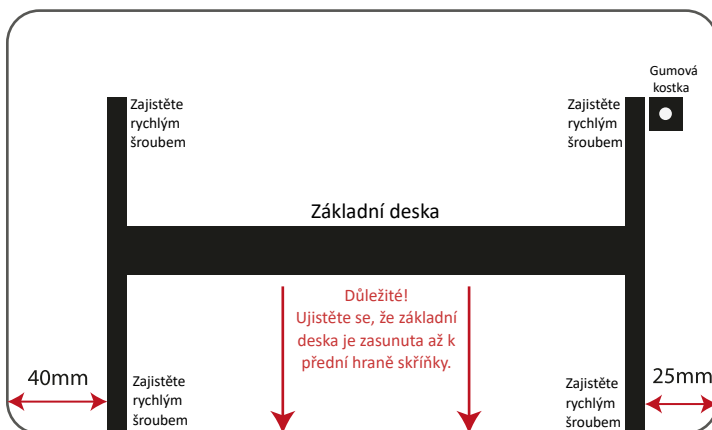 Gumová
kostka
Zajistěte
rychlým
šroubem
Zajistěte
rychlým
šroubem
Základní deska
Důležité!
Ujistěte se, že základní
deska je zasunuta až k
přední hraně skříňky.
40mm
Zajistěte
rychlým
šroubem
Zajistěte
rychlým
šroubem
25mm